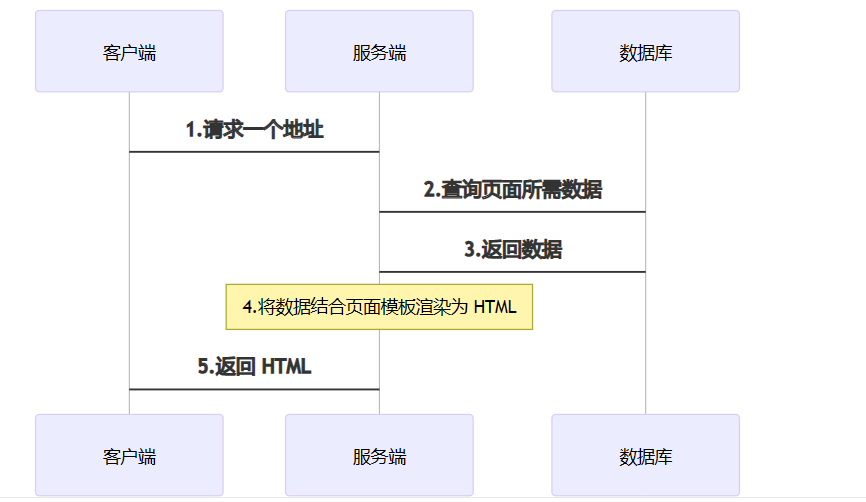 客户端
服务端
数据库
1.请求一个地址
2.查询页面所需数据
3.返回数据
4.将数据结合页面模板渲染为 HTML
5.返回 HTML
客户端
服务端
数据库